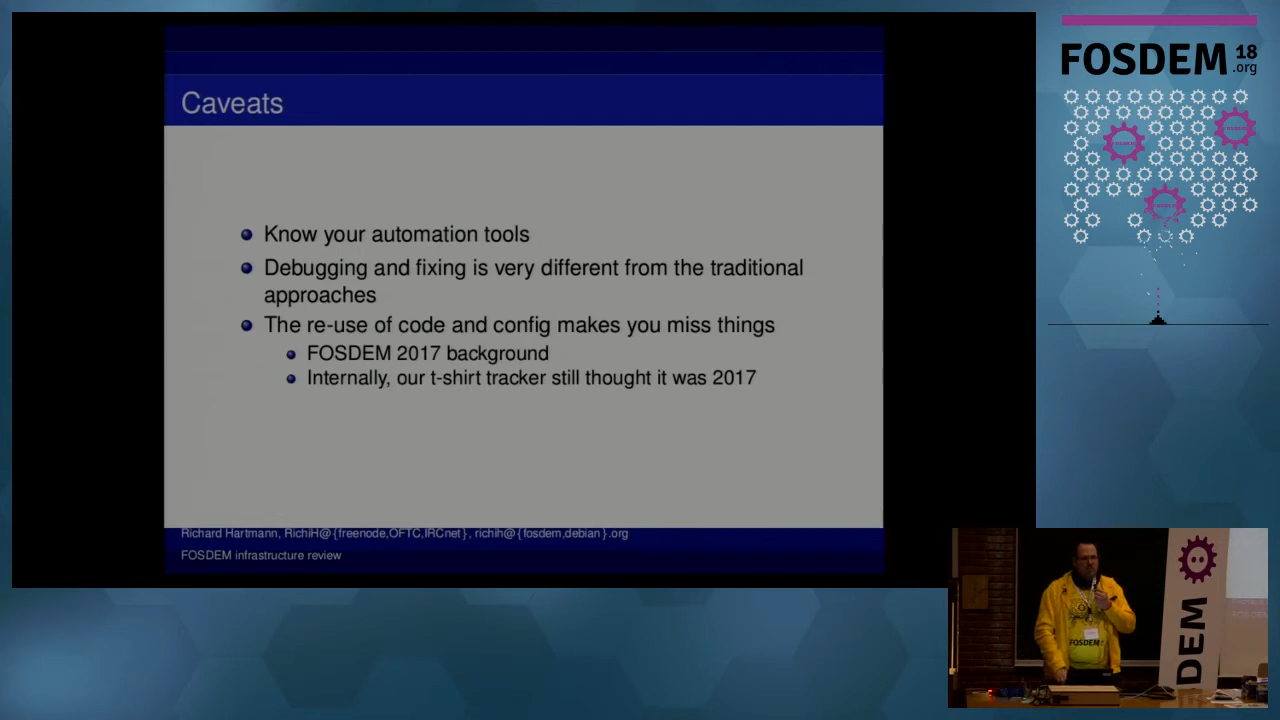 Caveats
Know your automation tools
Debugging and fixing is very different from the traditional
approaches
The re-use of code and config makes you miss things
FOSDEM 2017 background
Internally, our t-shirt tracker still thought it was 2017
Richard Hartmann, RichiH@{freenode,OFTC,IRCnet}, richih@{fosdem,debian}.org
FOSDEM infrastructure review
FOSDEM 18
.org
FOSDEM
DEM